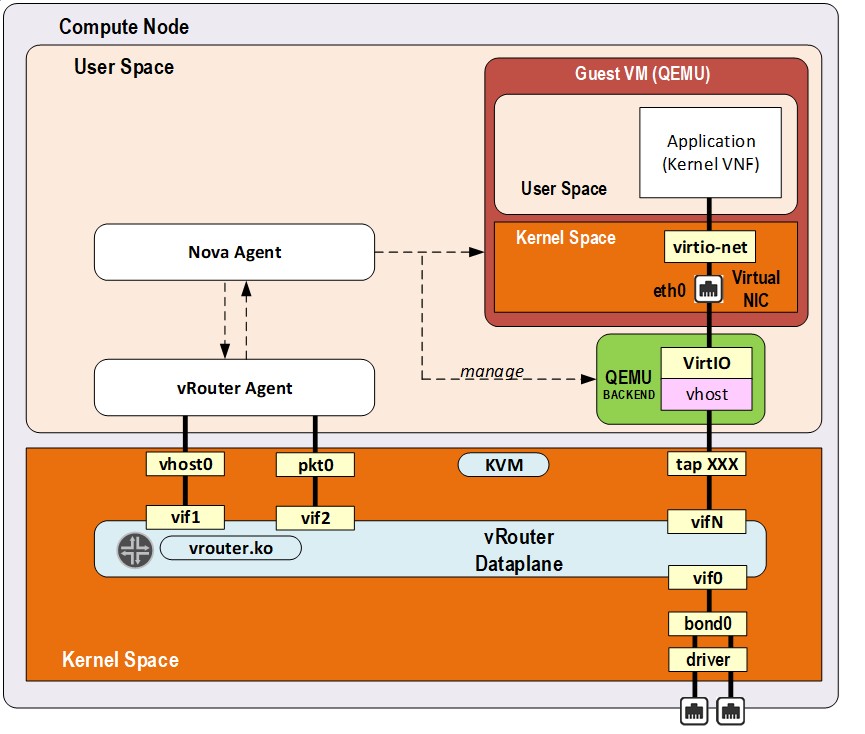 Compute Node
User Space
Guest VM (QEMU)
Application
(Kernel VNF)
User Space
Kernel Space
virtio-net
eth0
Virtual
NIC
Nova Agent
manage
vRouter Agent
QEMU
BACKEND
VirtIO
vhost
vhost0
pkt0
KVM
tap XXX
vif1
vif2
vifN
vrouter.ko
vRouter
Dataplane
vif0
bond0
driver
Kernel Space